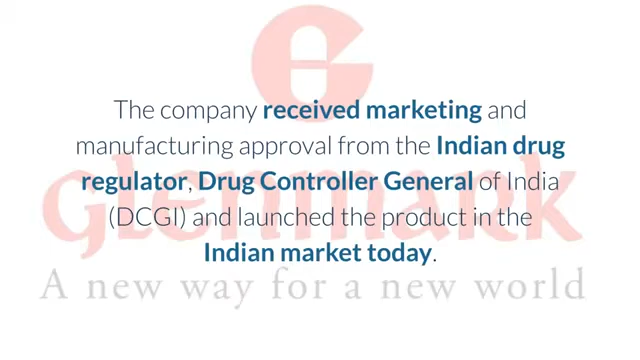 The company received marketing and
manufacturing approval from the Indian drug
regulator, Drug Controller General of India
(DCGI) and launched the product in the
Indian market today.
glenmark
A new way for a new world